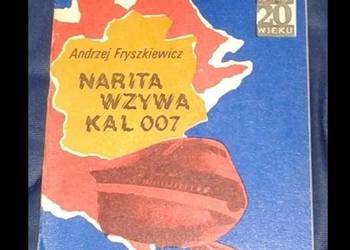 20
WIEKU
Andrzej Fryszkiewicz
NARITA
WZYWA
KAL 007